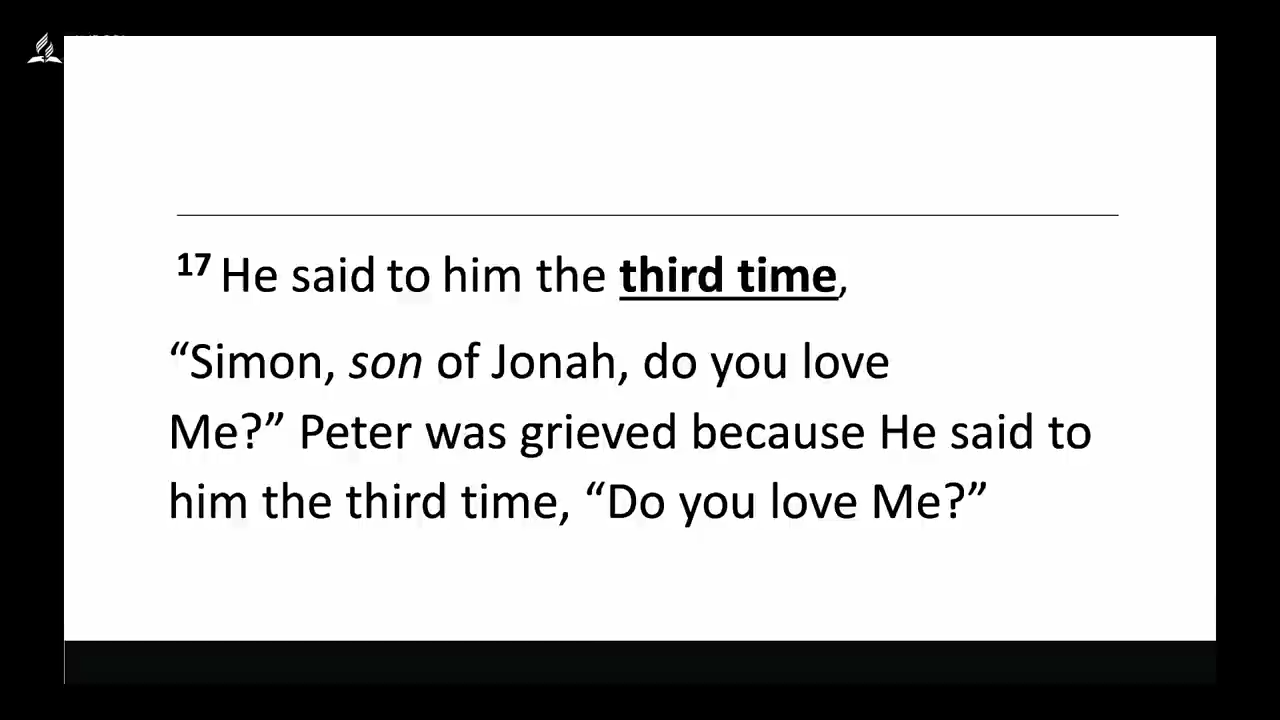 17 He said to him the third time,
“Simon, son of Jonah, do you love
Me?” Peter was grieved because He said to
him the third time, “Do you love Me?”